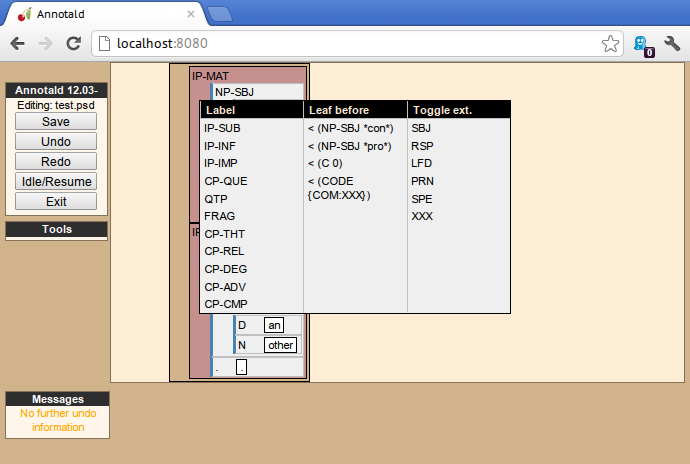 Annotald
localhost:8080
0
Annotald 12.03-
Editing: test.psd
Save
Undo
Redo
Idle/Resume
Exit
Tools
Messages
No further undo
information
IP-MAT
NP-SBJ
Label
IP-SUB
IP-INF
IP-IMP
CP-QUE
QTP
FRAG
CP-THT
CP-REL
CP-DEG
CP-ADV
CP-CMP
Leaf before
< (NP-SBJ *con*)
< (NP-SBJ *pro*)
< (C 0)
< (CODE
{COM:XXX})
Toggle ext.
SBJ
RSP
LFD
PRN
SPE
XXX
D an
N other
. .